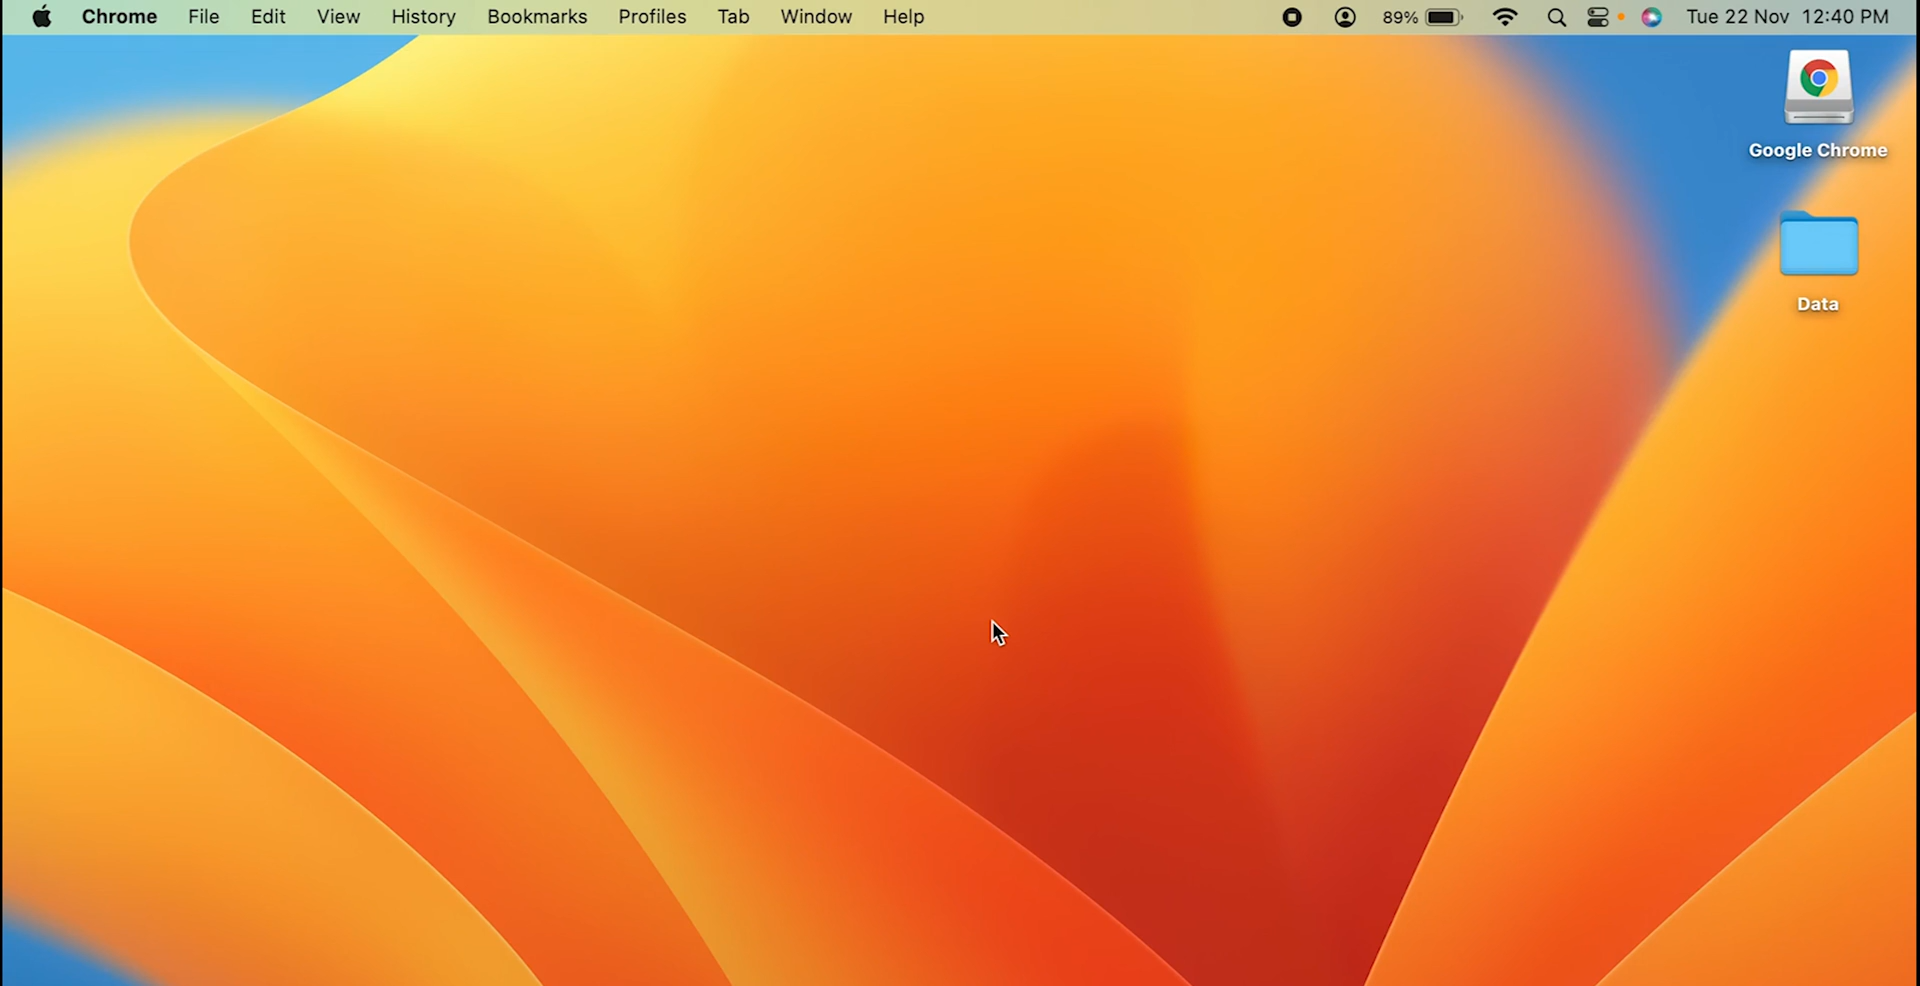 Chrome File Edit View History Bookmarks Profiles Tab Window Help 89% Tue 22 Nov 12:40 PM
Google Chrome
Data